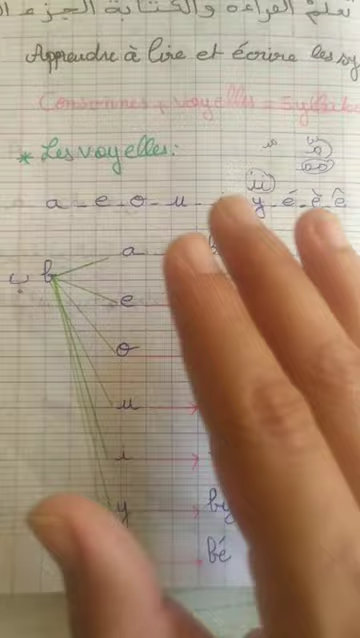 تعلم القراءة والكتابة الجزء
Apprendre à lire et écrire les sy
Consonnes + voyelles = syllabe
* Les voyelles:
a - e - o - u - y - é - è - ê
ب b a
e
o
u
i
y by
bé